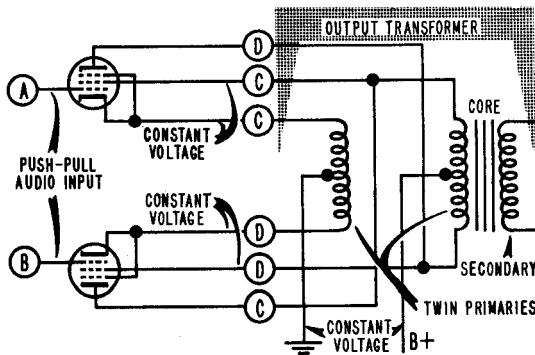 OUTPUT TRANSFORMER
D
A
C
CORE
C
CONSTANT
VOLTAGE
PUSH-PULL
AUDIO INPUT
CONSTANT
VOLTAGE
D
B
D
SECONDARY
C
TWIN PRIMARIES
CONSTANT
VOLTAGE
B+